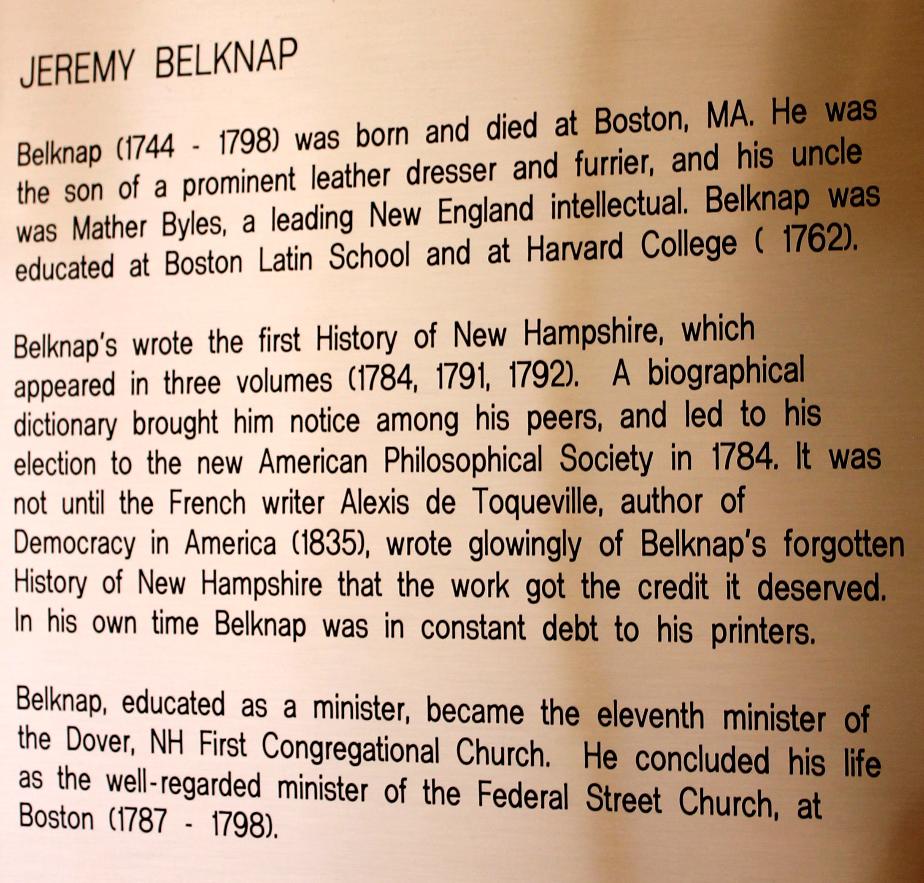 JEREMY BELKNAP
Belknap (1744 - 1798) was born and died at Boston, MA. He was
the son of a prominent leather dresser and furrier, and his uncle
was Mather Byles, a leading New England intellectual. Belknap was
educated at Boston Latin School and at Harvard College ( 1762).
Belknap's wrote the first History of New Hampshire, which
appeared in three volumes (1784, 1791, 1792). A biographical
dictionary brought him notice among his peers, and led to his
election to the new American Philosophical Society in 1784. It was
not until the French writer Alexis de Toqueville, author of
Democracy in America (1835), wrote glowingly of Belknap's forgotten
History of New Hampshire that the work got the credit it deserved.
In his own time Belknap was in constant debt to his printers.
Belknap, educated as a minister, became the eleventh minister of
the Dover, NH First Congregational Church. He concluded his life
as the well-regarded minister of the Federal Street Church, at
Boston (1787 - 1798).